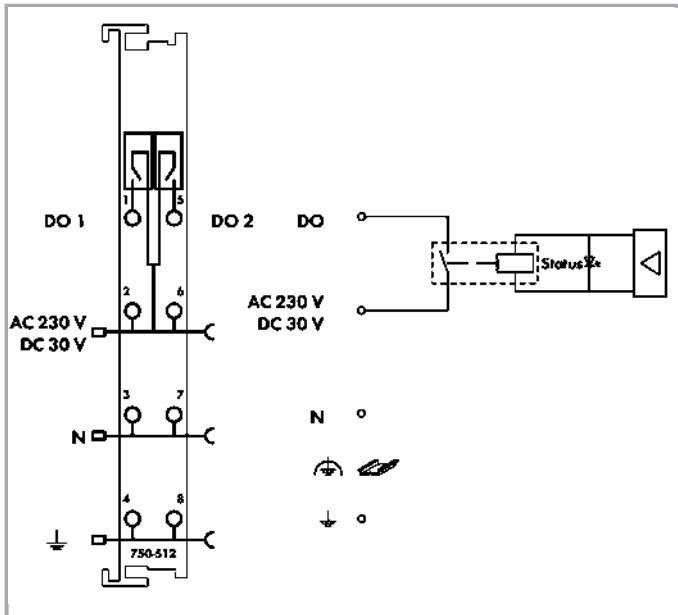 1 5
DO 1 DO 2 DO
Status
2 6
AC 230 V AC 230 V
DC 30 V DC 30 V
3 7
N N
4 8
750-512